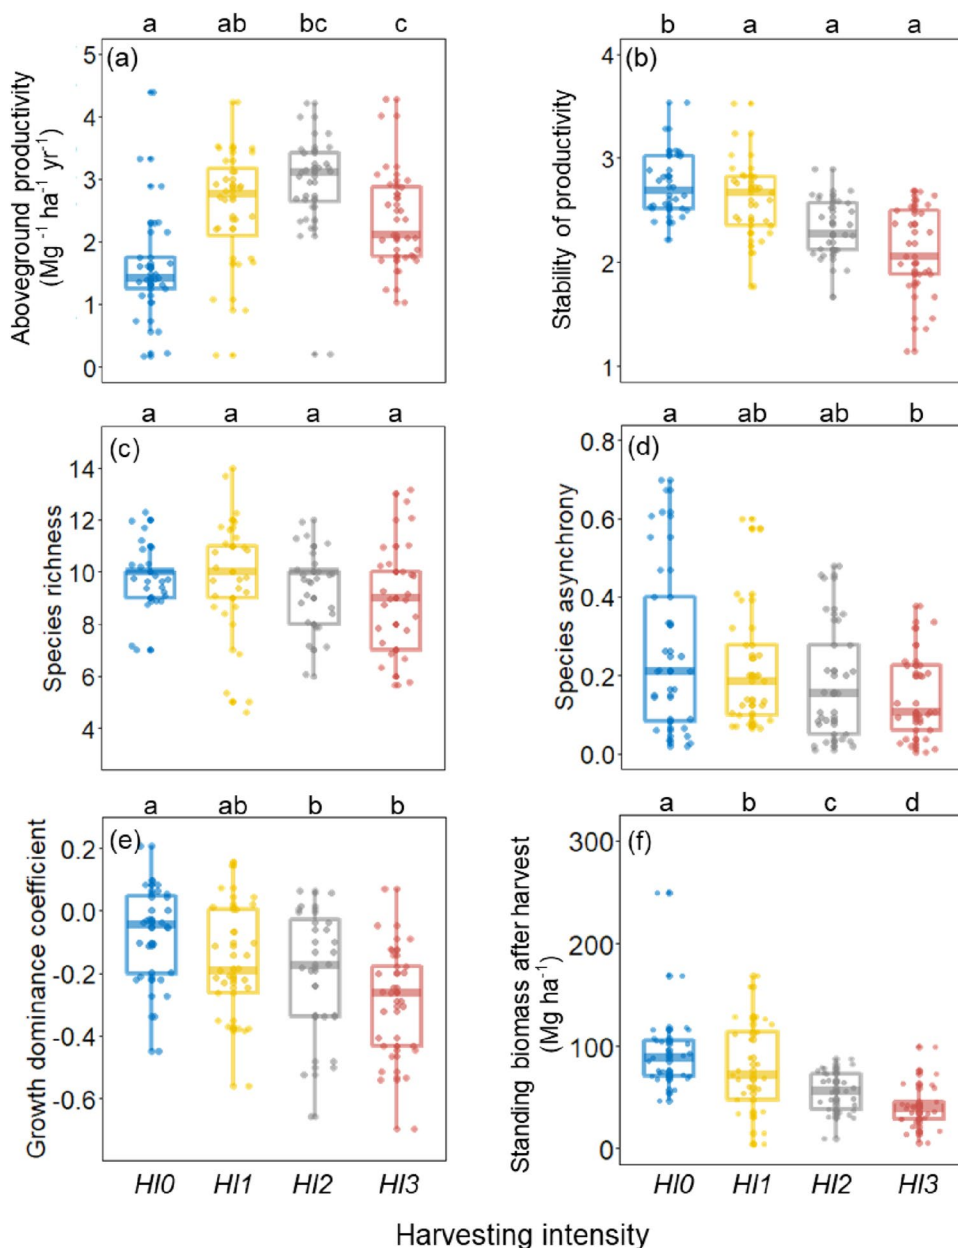 a ab bc c
(a)
Aboveground productivity
(Mg⁻¹ ha⁻¹ yr⁻¹)
5
4
3
2
1
0
b a a a
(b)
Stability of productivity
4
3
2
1
a a a a
(c)
Species richness
14
12
10
8
6
4
a ab ab b
(d)
Species asynchrony
0.8
0.6
0.4
0.2
0.0
a ab b b
(e)
Growth dominance coefficient
0.2
0.0
-0.2
-0.4
-0.6
HI0 HI1 HI2 HI3
a b c d
(f)
Standing biomass after harvest
(Mg ha⁻¹)
300
200
100
0
HI0 HI1 HI2 HI3
Harvesting intensity